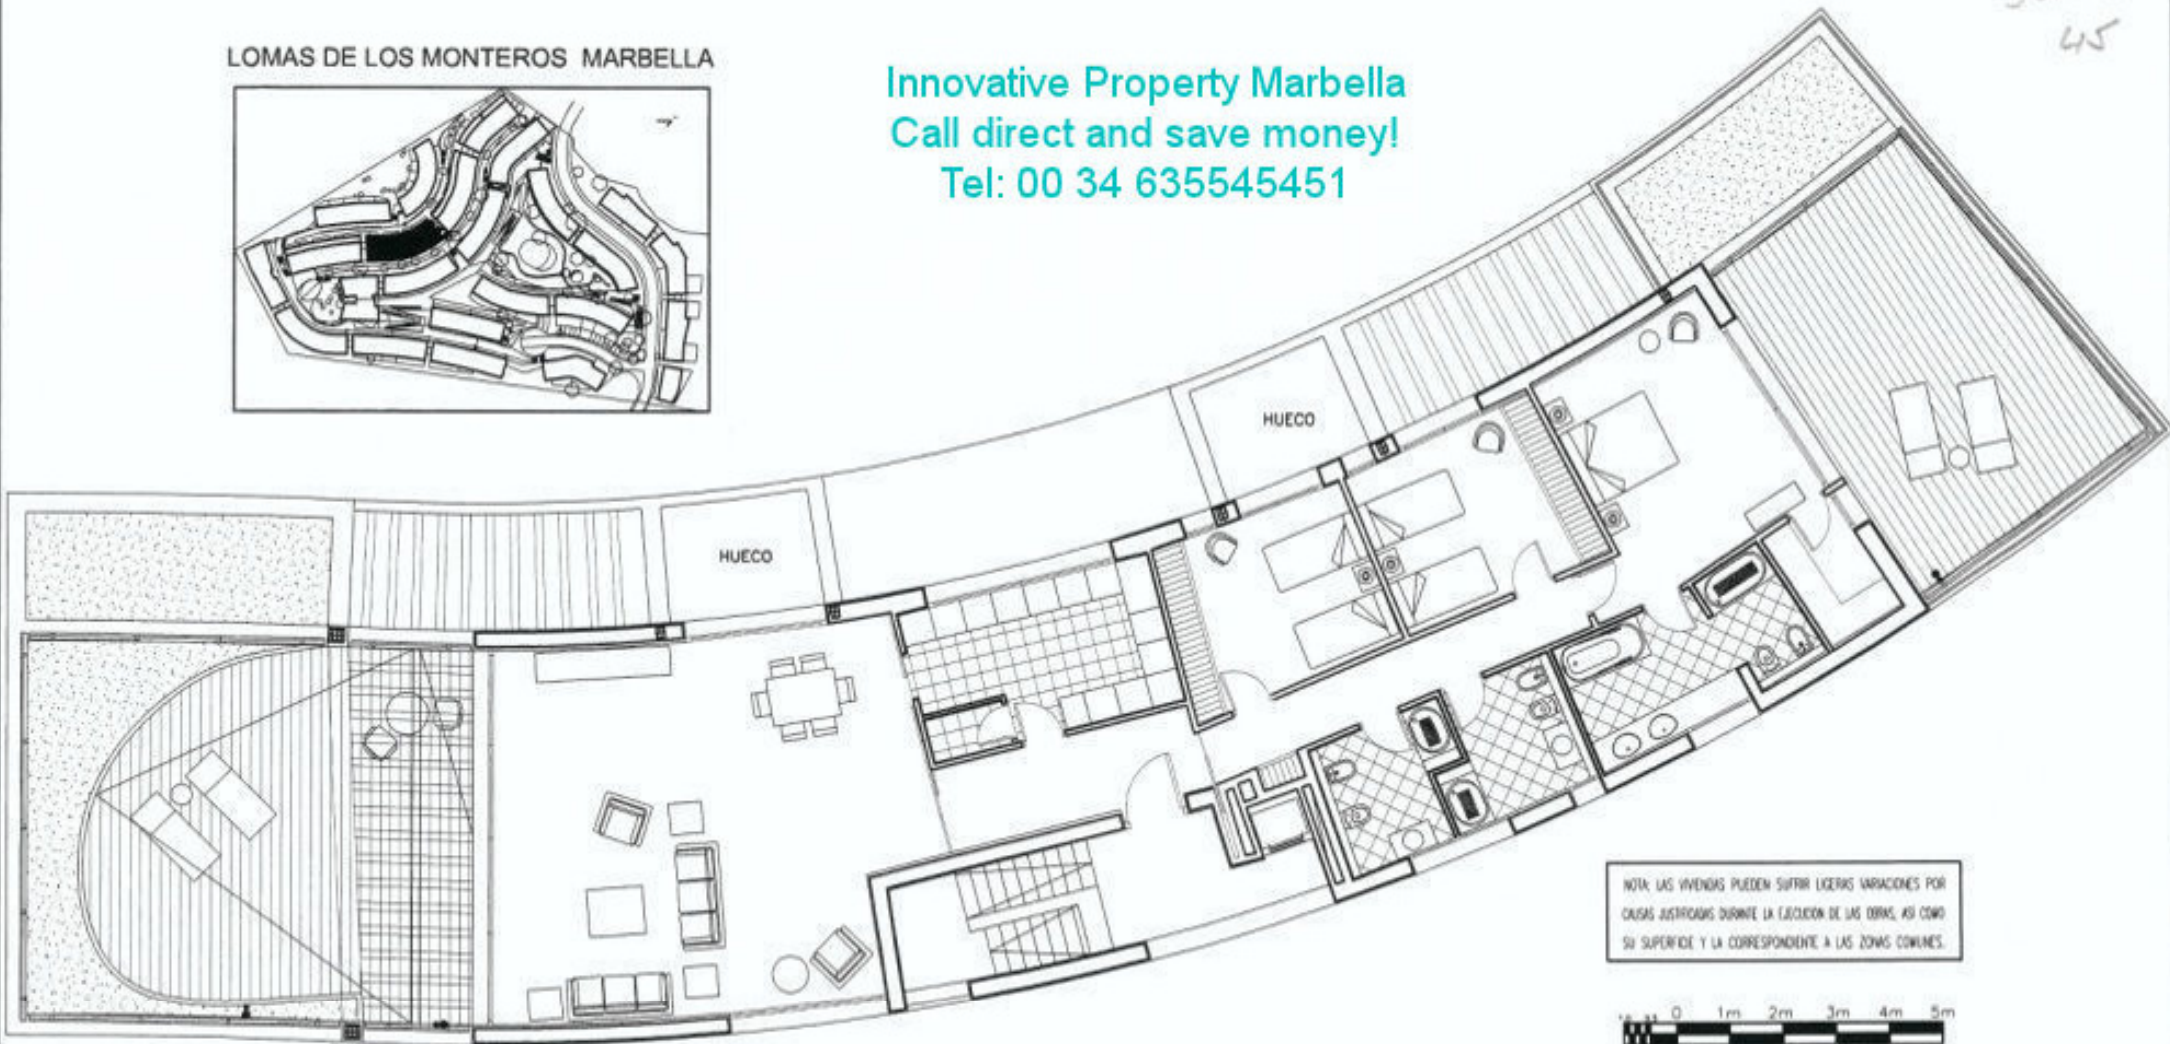 LOMAS DE LOS MONTEROS MARBELLA
Innovative Property Marbella
Call direct and save money!
Tel: 00 34 635545451
45
HUECO
HUECO
NOTA: LAS VIVIENDAS PUEDEN SUFRIR LIGERAS VARIACIONES POR
CAUSAS JUSTIFICADAS DURANTE LA EJECUCION DE LAS OBRAS, ASI COMO
SU SUPERFICIE Y LA CORRESPONDIENTE A LAS ZONAS COMUNES.
0 1m 2m 3m 4m 5m